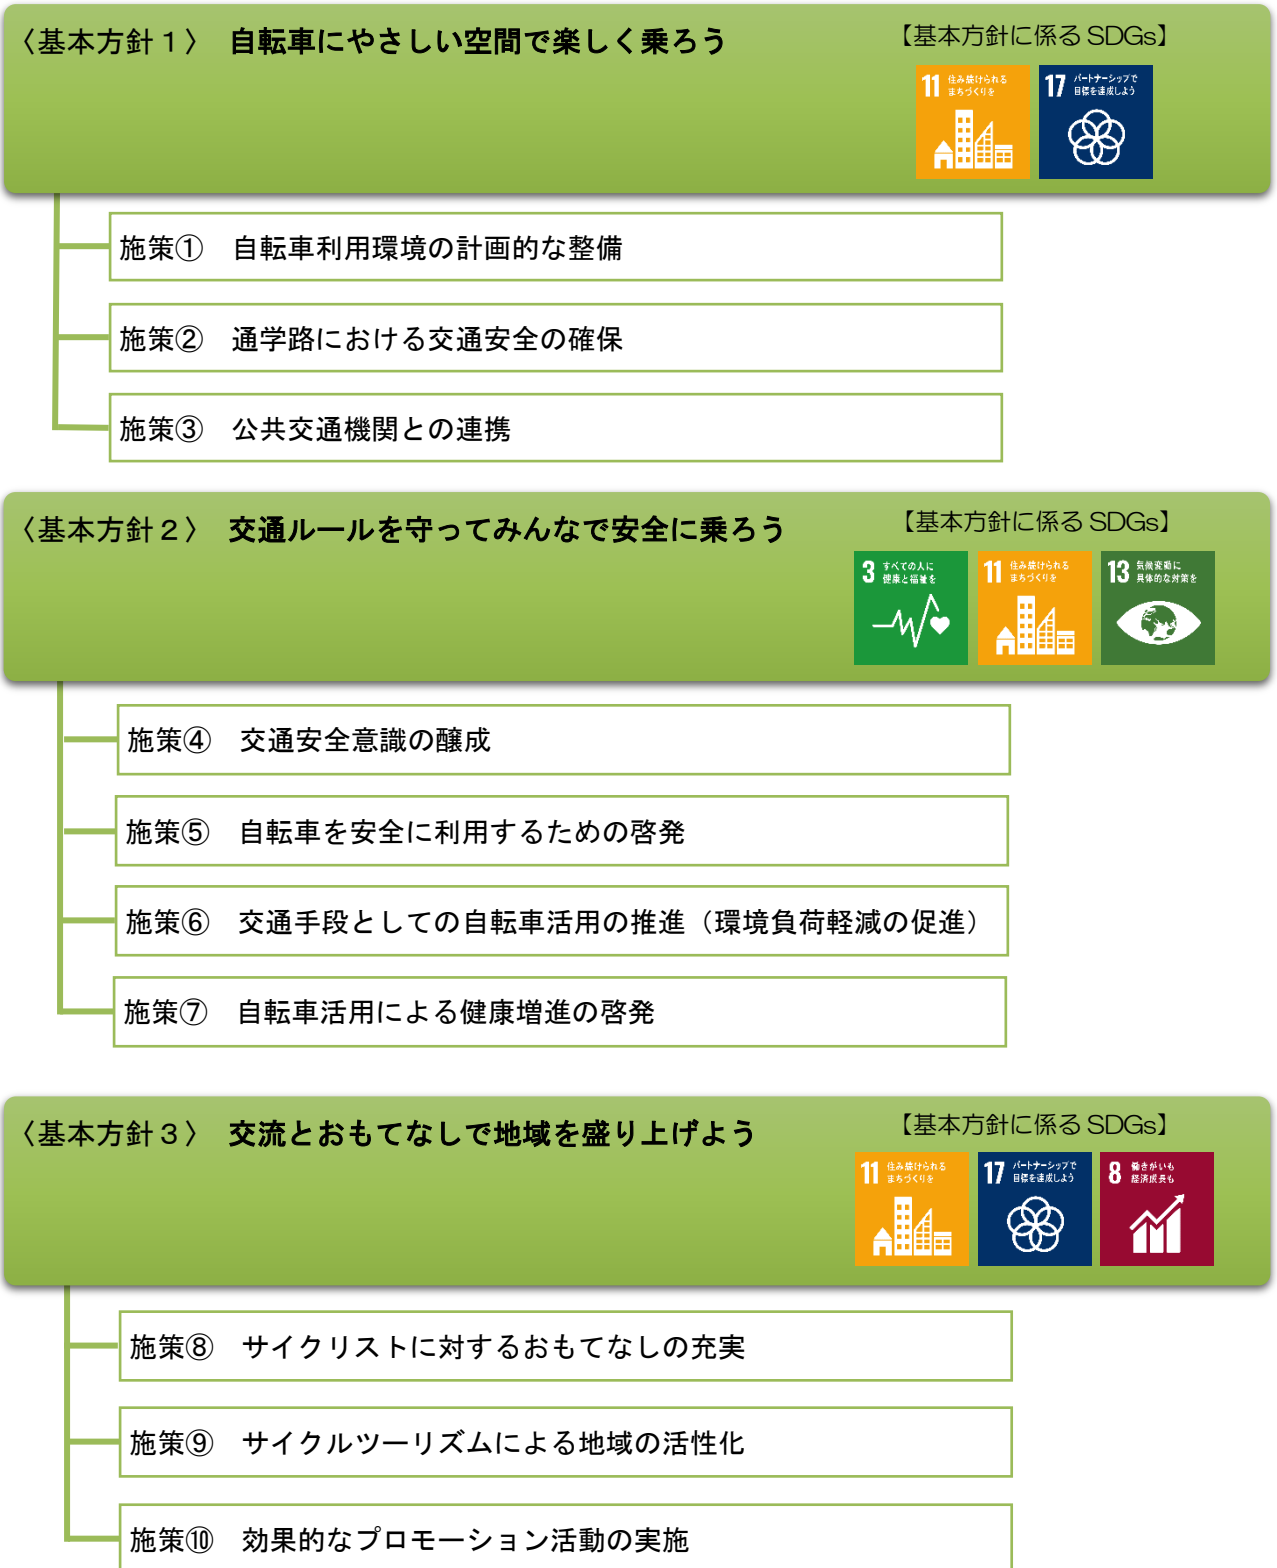 〈基本方針１〉 自転車にやさしい空間で楽しく乗ろう
【基本方針に係る SDGs】
11 住み続けられる
まちづくりを
17 パートナーシップで
目標を達成しよう
施策① 自転車利用環境の計画的な整備
施策② 通学路における交通安全の確保
施策③ 公共交通機関との連携
〈基本方針２〉 交通ルールを守ってみんなで安全に乗ろう
【基本方針に係る SDGs】
3 すべての人に
健康と福祉を
11 住み続けられる
まちづくりを
13 気候変動に
具体的な対策を
施策④ 交通安全意識の醸成
施策⑤ 自転車を安全に利用するための啓発
施策⑥ 交通手段としての自転車活用の推進（環境負荷軽減の促進）
施策⑦ 自転車活用による健康増進の啓発
〈基本方針３〉 交流とおもてなしで地域を盛り上げよう
【基本方針に係る SDGs】
11 住み続けられる
まちづくりを
17 パートナーシップで
目標を達成しよう
8 働きがいも
経済成長も
施策⑧ サイクリストに対するおもてなしの充実
施策⑨ サイクルツーリズムによる地域の活性化
施策⑩ 効果的なプロモーション活動の実施